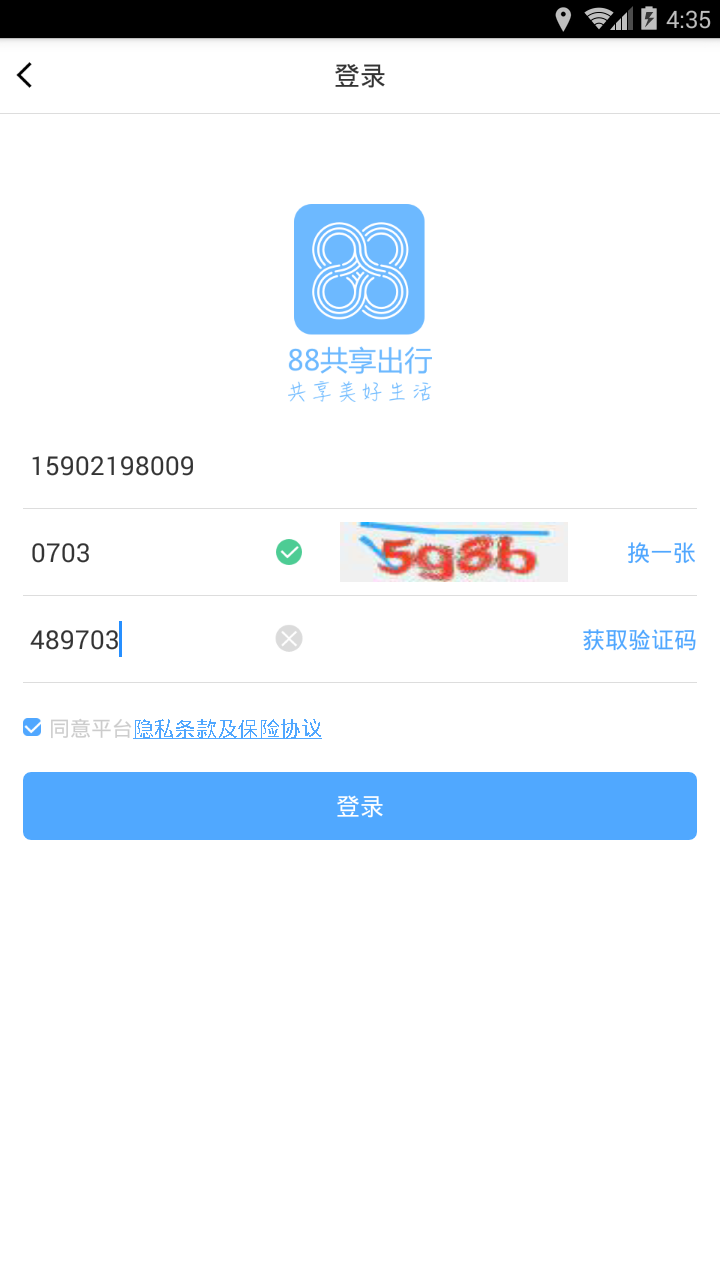 4:35
登录
88共享出行
共享美好生活
15902198009
0703 5g8b 换一张
489703 获取验证码
同意平台隐私条款及保险协议
登录